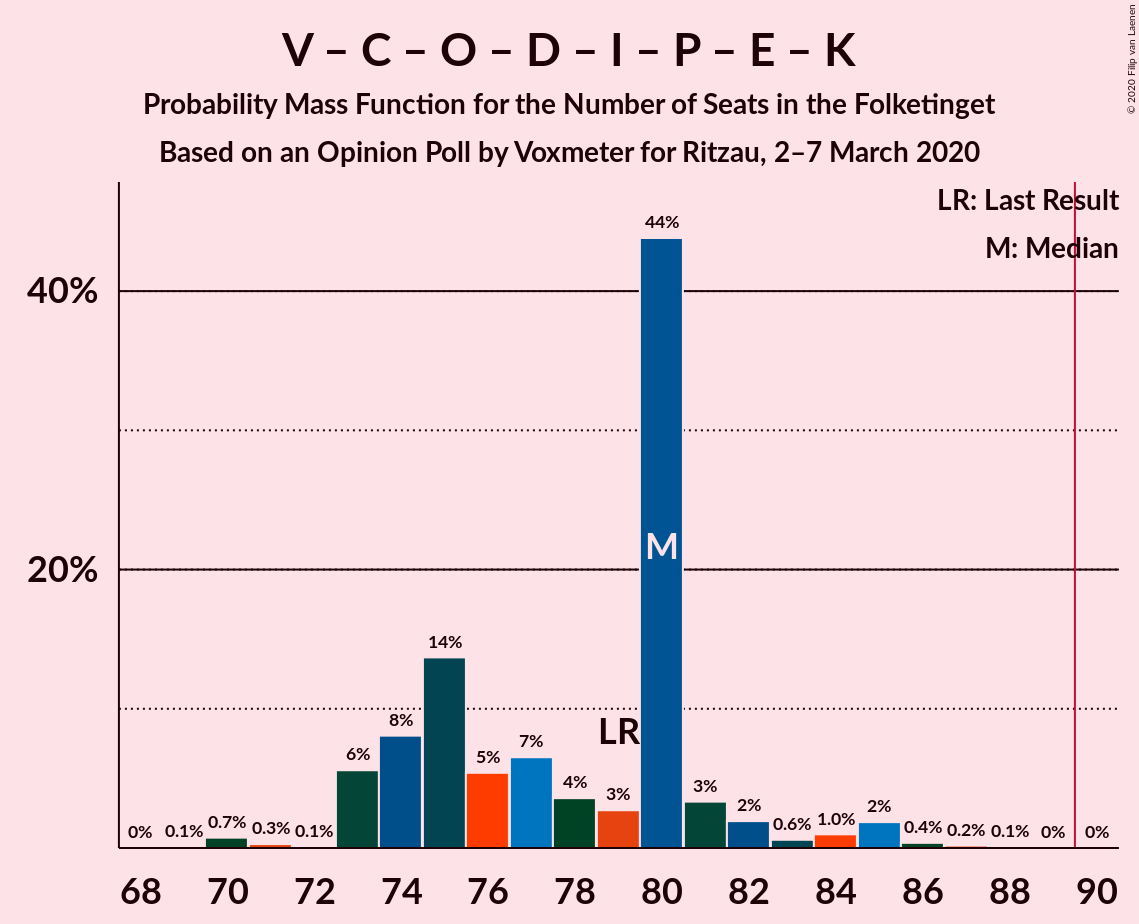 V – C – O – D – I – P – E – K
Probability Mass Function for the Number of Seats in the Folketinget
Based on an Opinion Poll by Voxmeter for Ritzau, 2–7 March 2020
© 2020 Filip van Laenen
LR: Last Result
M: Median
40%
20%
0%
0.1%
0.7%
0.3%
0.1%
6%
8%
14%
5%
7%
4%
3%
44%
3%
2%
0.6%
1.0%
2%
0.4%
0.2%
0.1%
0%
0%
LR
M
68 70 72 74 76 78 80 82 84 86 88 90